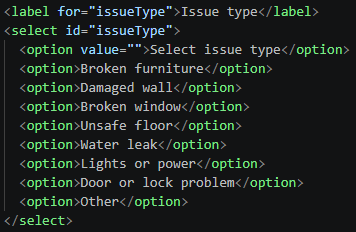 <label for="issueType">Issue type</label>
<select id="issueType">
  <option value="">Select issue type</option>
  <option>Broken furniture</option>
  <option>Damaged wall</option>
  <option>Broken window</option>
  <option>Unsafe floor</option>
  <option>Water leak</option>
  <option>Lights or power</option>
  <option>Door or lock problem</option>
  <option>Other</option>
</select>